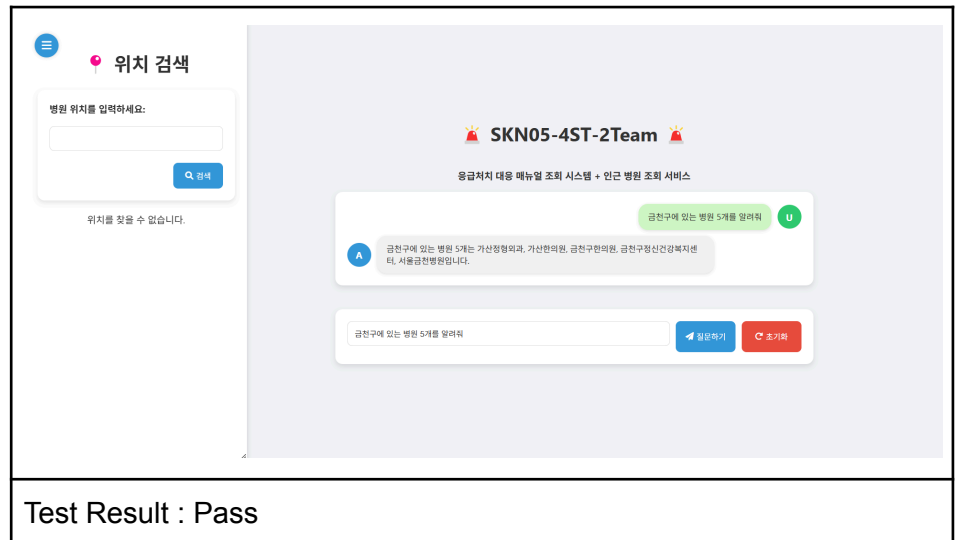 위치 검색
병원 위치를 입력하세요:
검색
위치를 찾을 수 없습니다.
SKN05-4ST-2Team
응급처치 대응 매뉴얼 조회 시스템 + 인근 병원 조회 서비스
금천구에 있는 병원 5개를 알려줘
U
A
금천구에 있는 병원 5개는 가산정형외과, 가산한의원, 금천구한의원, 금천구정신건강복지센
터, 서울금천병원입니다.
금천구에 있는 병원 5개를 알려줘
질문하기
초기화
Test Result : Pass